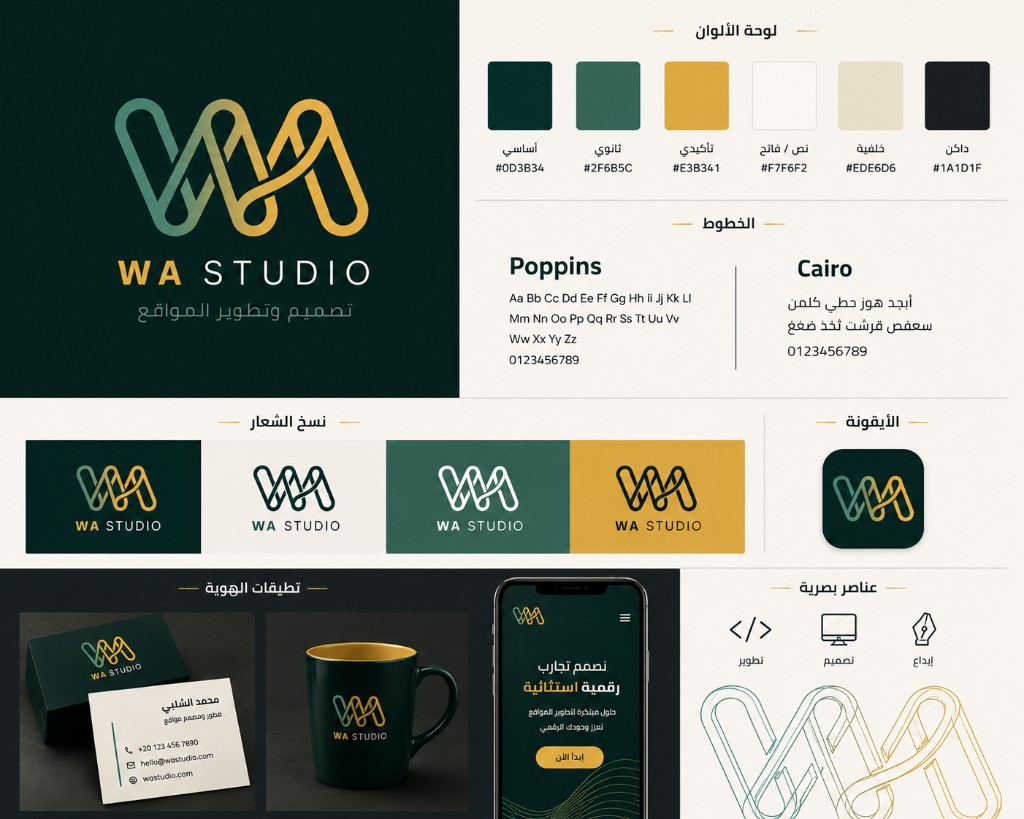 WA STUDIO
تصميم وتطوير المواقع
لوحة الألوان
أساسي
#0D3B34
ثانوي
#2F6B5C
تأكيدي
#E3B341
نص / فاتح
#F7F6F2
خلفية
#EDE6D6
داكن
#1A1D1F
الخطوط
Poppins
Aa Bb Cc Dd Ee Ff Gg Hh Ii Jj Kk Ll
Mm Nn Oo Pp Qq Rr Ss Tt Uu Vv
Ww Xx Yy Zz
0123456789
Cairo
أبجد هوز حطي كلمن
سعفص قرشت ثخذ ضغغ
0123456789
نسخ الشعار
WA STUDIO
WA STUDIO
WA STUDIO
WA STUDIO
الأيقونة
تطيقات الهوية
WA STUDIO
محمد الشلبي
مطور ومصمم مواقع
+20 123 456 7890
hello@wastudio.com
wastudio.com
WA STUDIO
نصمم تجارب
رقمية استثنائية
حلول مبتكرة لتطوير المواقع
تعزز وجودك الرقمي
إبدأ الآن
عناصر بصرية
تطوير
تصميم
إبداع